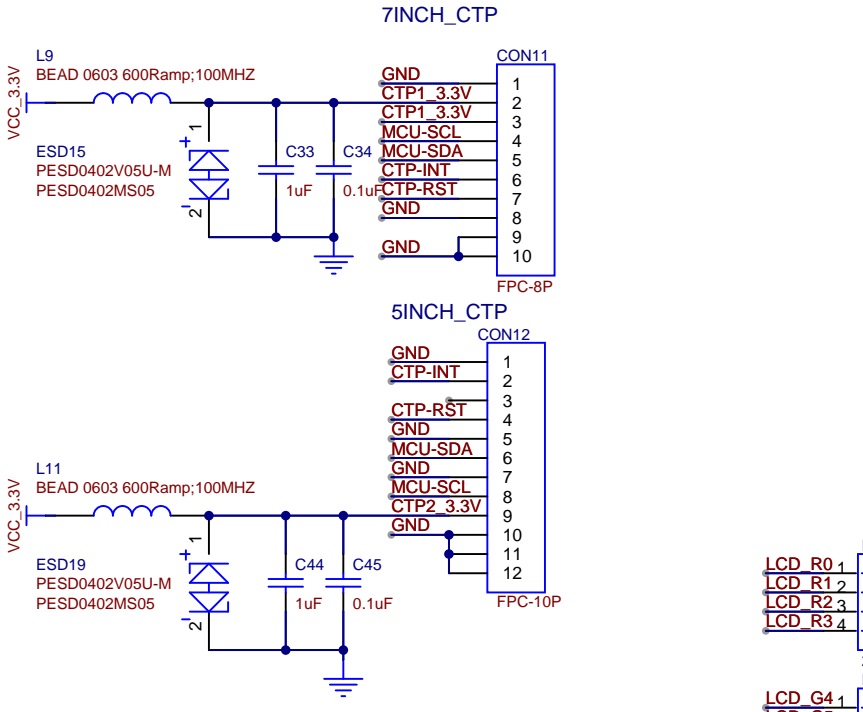 7INCH_CTP
L9
BEAD 0603 600Ramp;100MHZ
VCC_3.3V
ESD15
PESD0402V05U-M
PESD0402MS05
+ 1
- 2
C33
1uF
C34
0.1uF
CON11
GND 1
CTP1_3.3V 2
CTP1_3.3V 3
MCU-SCL 4
MCU-SDA 5
CTP-INT 6
CTP-RST 7
GND 8
9
GND 10
FPC-8P
5INCH_CTP
CON12
GND 1
CTP-INT 2
3
CTP-RST 4
GND 5
MCU-SDA 6
GND 7
MCU-SCL 8
CTP2_3.3V 9
GND 10
11
12
FPC-10P
L11
BEAD 0603 600Ramp;100MHZ
VCC_3.3V
ESD19
PESD0402V05U-M
PESD0402MS05
+ 1
- 2
C44
1uF
C45
0.1uF
LCD_R0 1
LCD_R1 2
LCD_R2 3
LCD_R3 4
LCD_G4 1